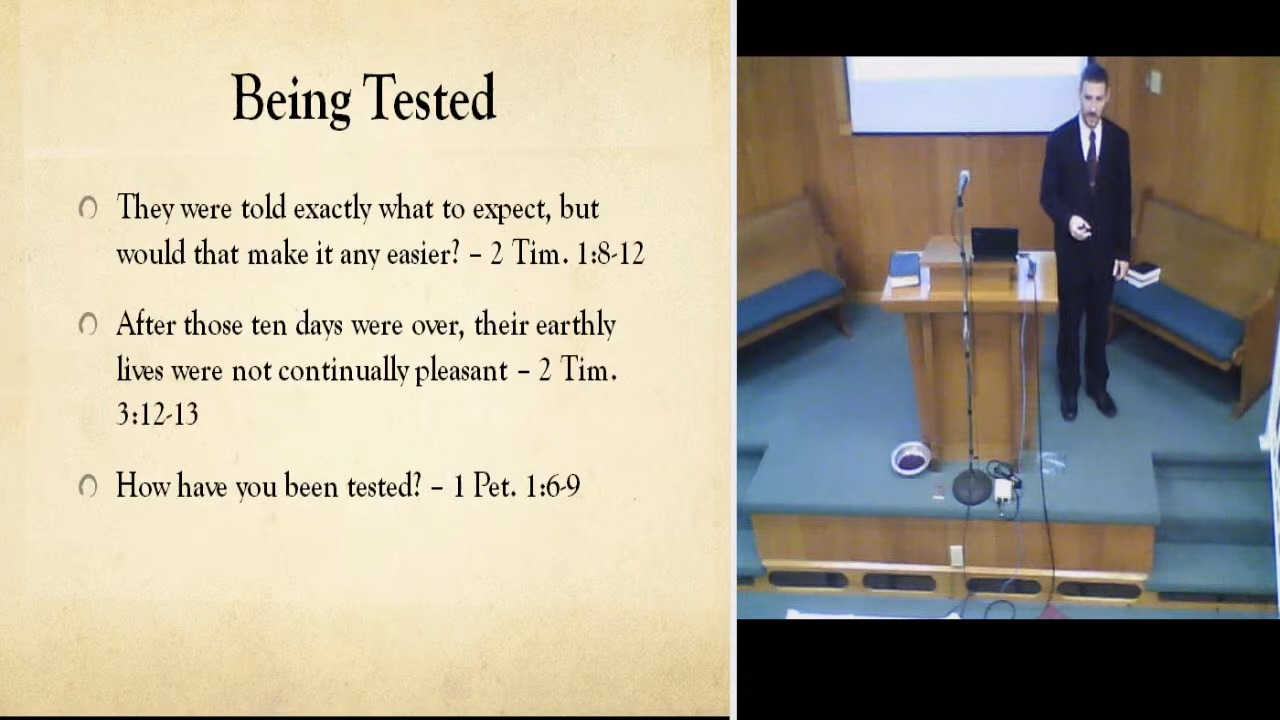 Being Tested
They were told exactly what to expect, but
would that make it any easier? – 2 Tim. 1:8-12
After those ten days were over, their earthly
lives were not continually pleasant – 2 Tim.
3:12-13
How have you been tested? – 1 Pet. 1:6-9